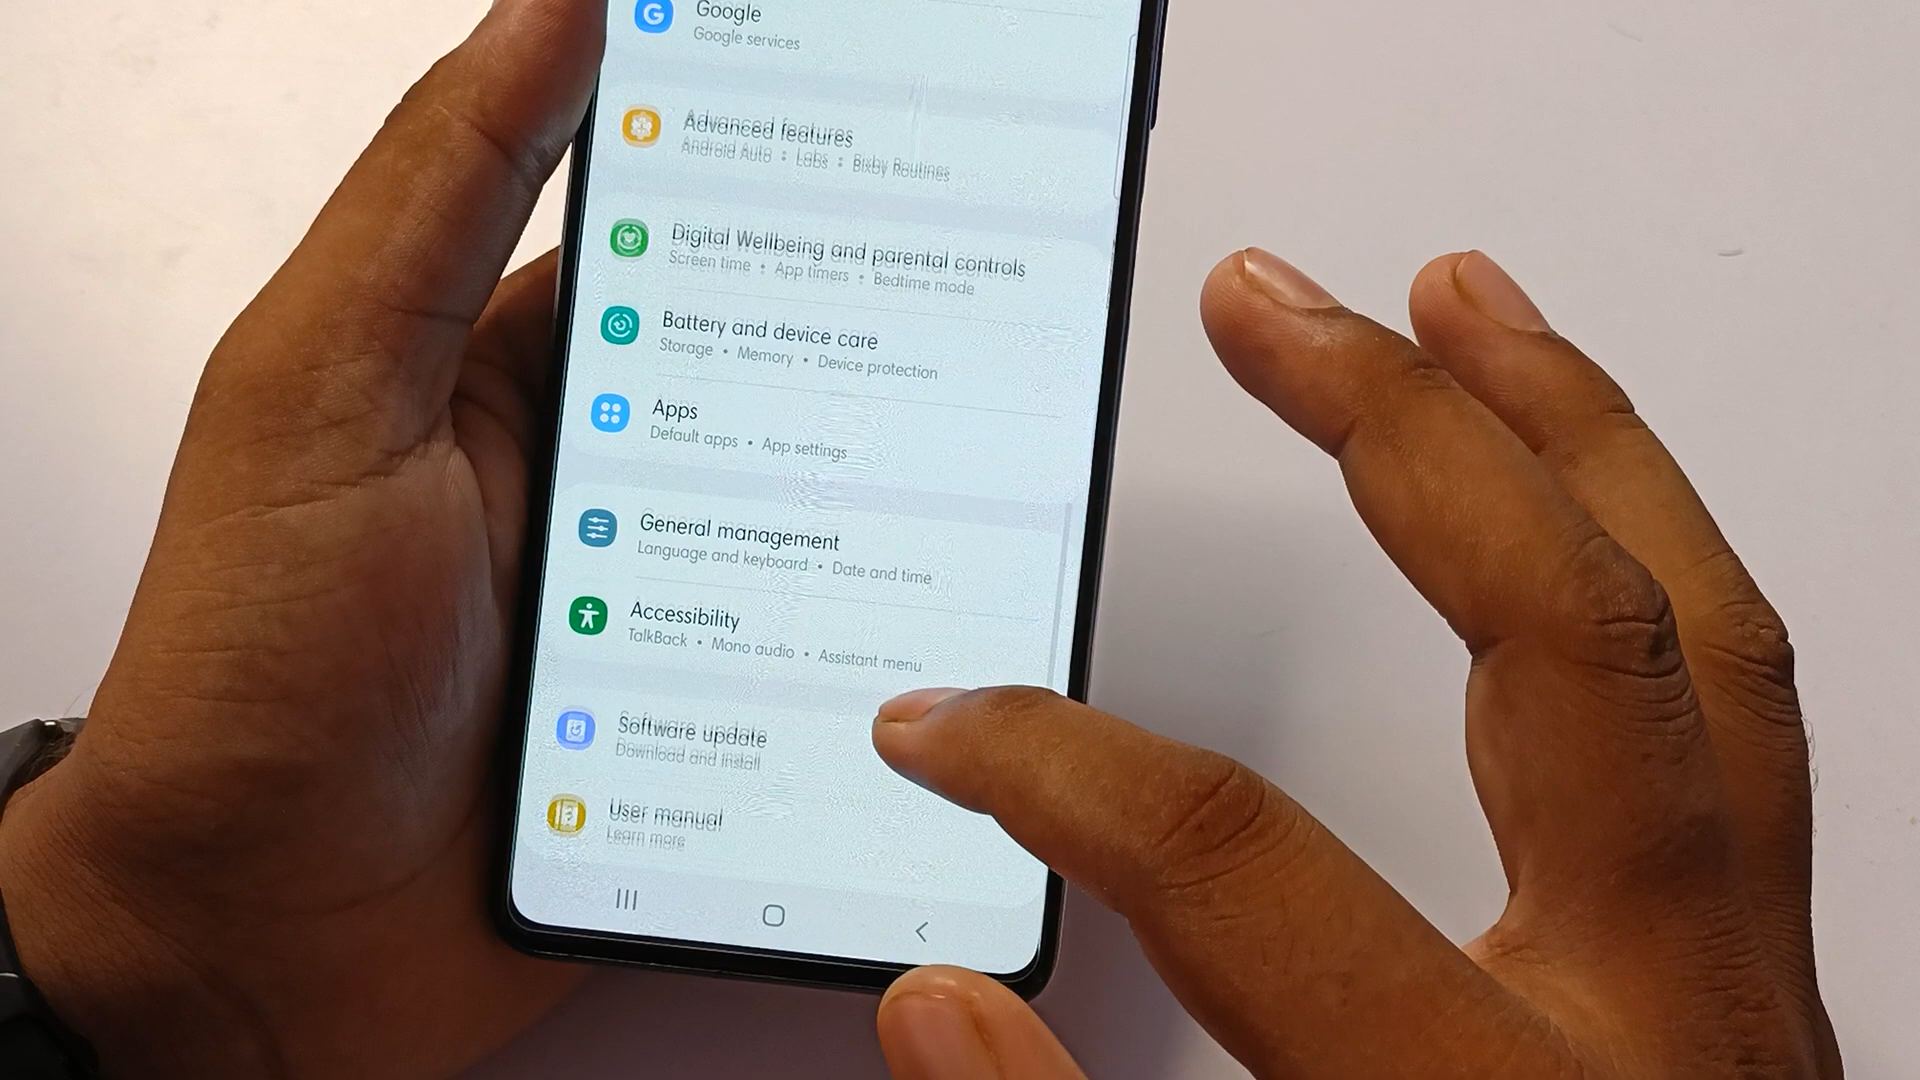 Google
Google services
Advanced features
Android Auto • Labs • Bixby Routines
Digital Wellbeing and parental controls
Screen time • App timers • Bedtime mode
Battery and device care
Storage • Memory • Device protection
Apps
Default apps • App settings
General management
Language and keyboard • Date and time
Accessibility
TalkBack • Mono audio • Assistant menu
Software update
Download and install
User manual
Learn more